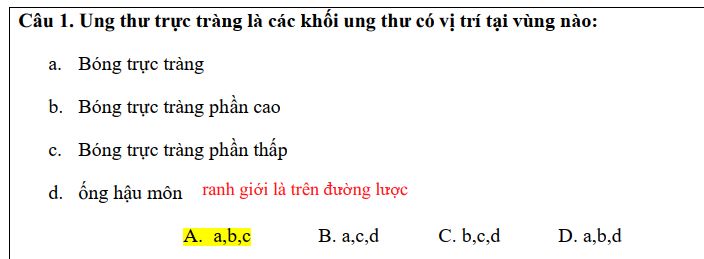 Câu 1. Ung thư trực tràng là các khối ung thư có vị trí tại vùng nào:
a. Bóng trực tràng
b. Bóng trực tràng phần cao
c. Bóng trực tràng phần thấp
d. ống hậu môn ranh giới là trên đường lược
A. a,b,c B. a,c,d C. b,c,d D. a,b,d